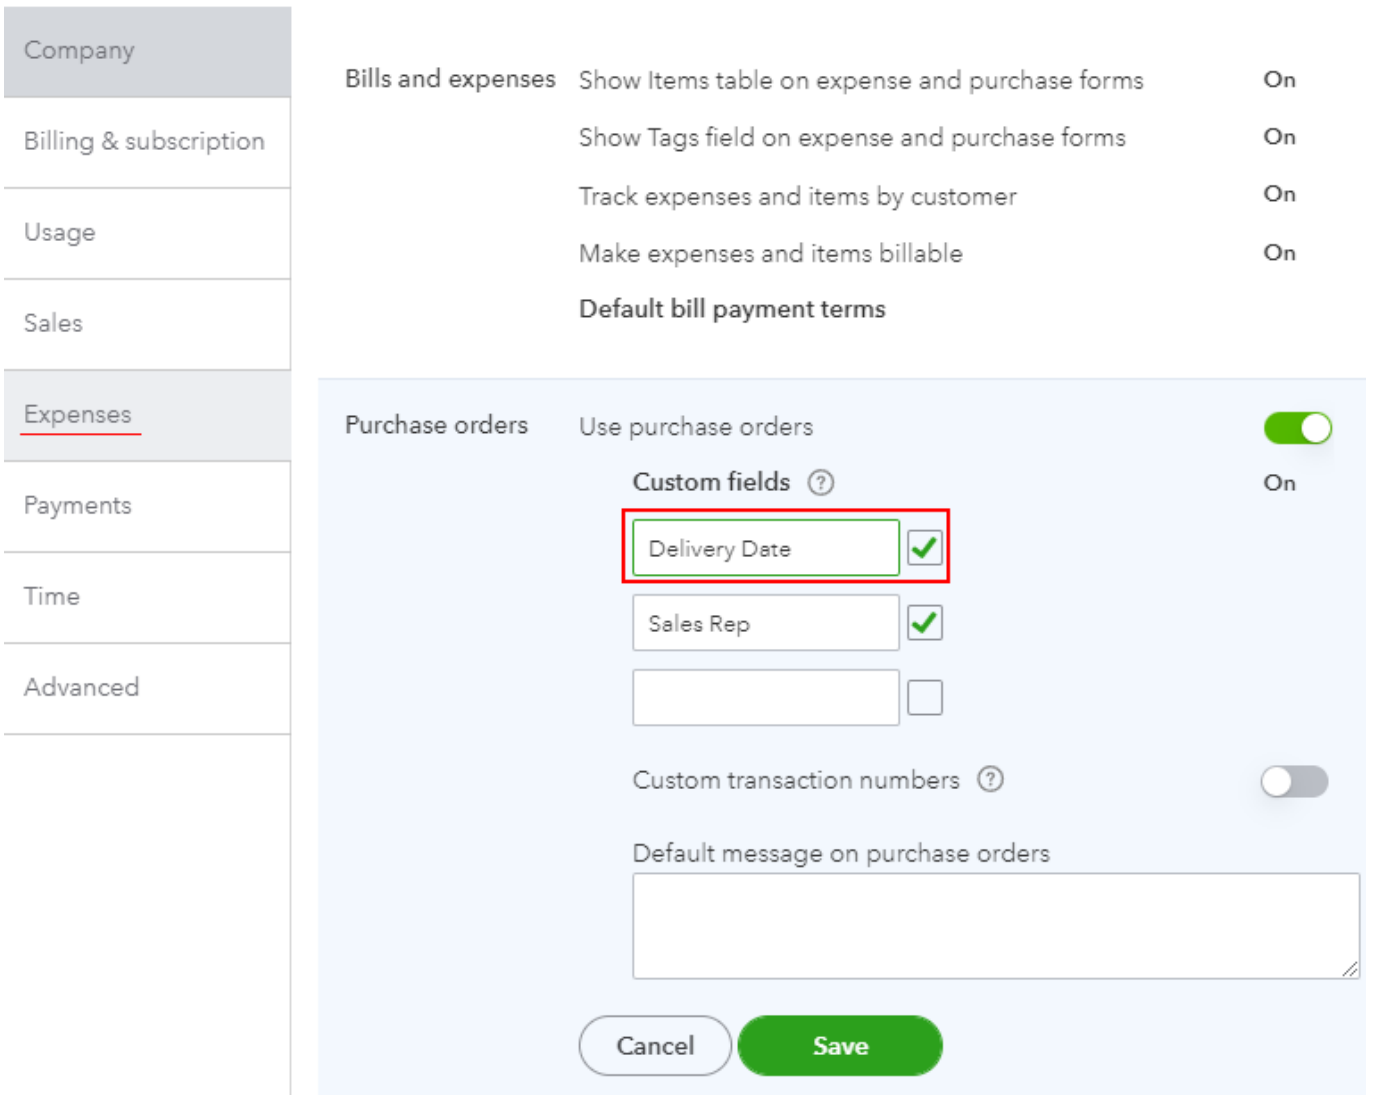 Company
Billing & subscription
Usage
Sales
Expenses
Payments
Time
Advanced
Bills and expenses
Show Items table on expense and purchase forms On
Show Tags field on expense and purchase forms On
Track expenses and items by customer On
Make expenses and items billable On
Default bill payment terms
Purchase orders
Use purchase orders
Custom fields ? On
Delivery Date
Sales Rep
Custom transaction numbers ?
Default message on purchase orders
Cancel Save